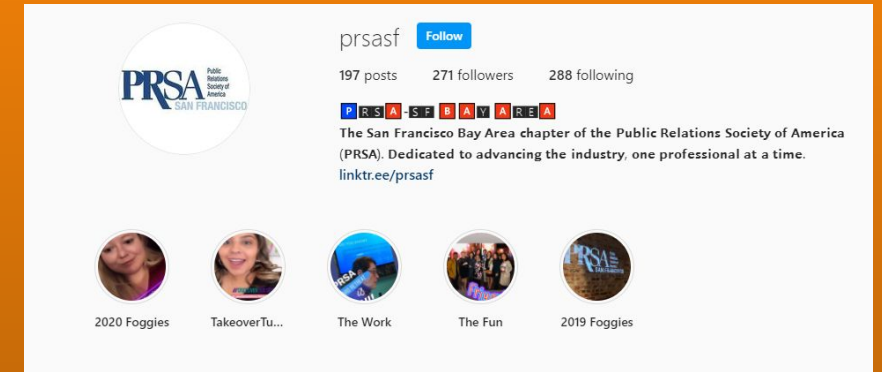 PRSA
Public
Relations
Society of
America
SAN FRANCISCO
prsasf Follow
197 posts 271 followers 288 following
PRSA-SF BAY AREA
The San Francisco Bay Area chapter of the Public Relations Society of America
(PRSA). Dedicated to advancing the industry, one professional at a time.
linktr.ee/prsasf
PRSA
PRSA
2020 Foggies TakeoverTu... The Work The Fun 2019 Foggies